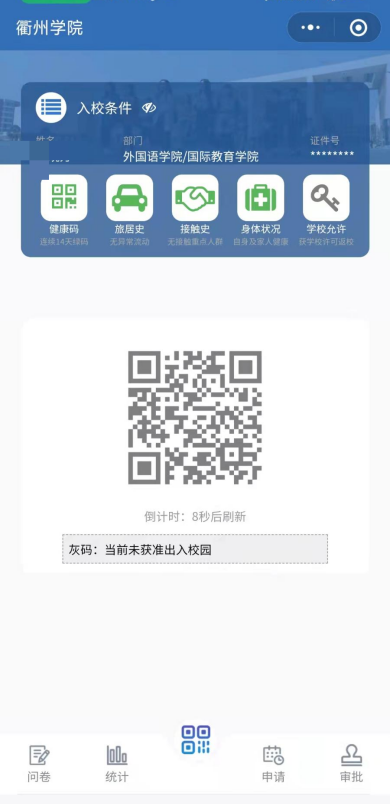 衢州学院
入校条件
姓名 部门 证件号
外国语学院/国际教育学院 ********
健康码 旅居史 接触史 身体状况 学校允许
连续14天绿码 无异常流动 无接触重点人群 自身及家人健康 获学校许可返校
倒计时：8秒后刷新
灰码：当前未获准出入校园
问卷 统计 申请 审批